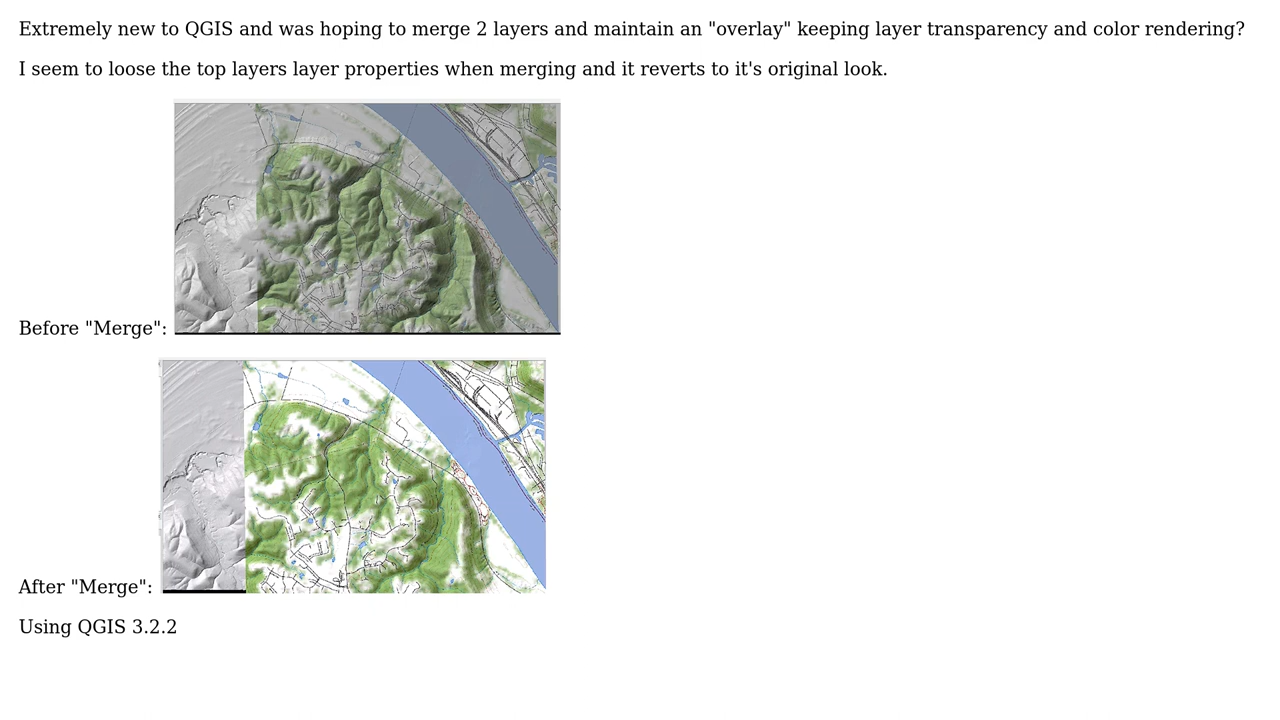 Extremely new to QGIS and was hoping to merge 2 layers and maintain an "overlay" keeping layer transparency and color rendering?
I seem to loose the top layers layer properties when merging and it reverts to it's original look.
Before "Merge":
After "Merge":
Using QGIS 3.2.2